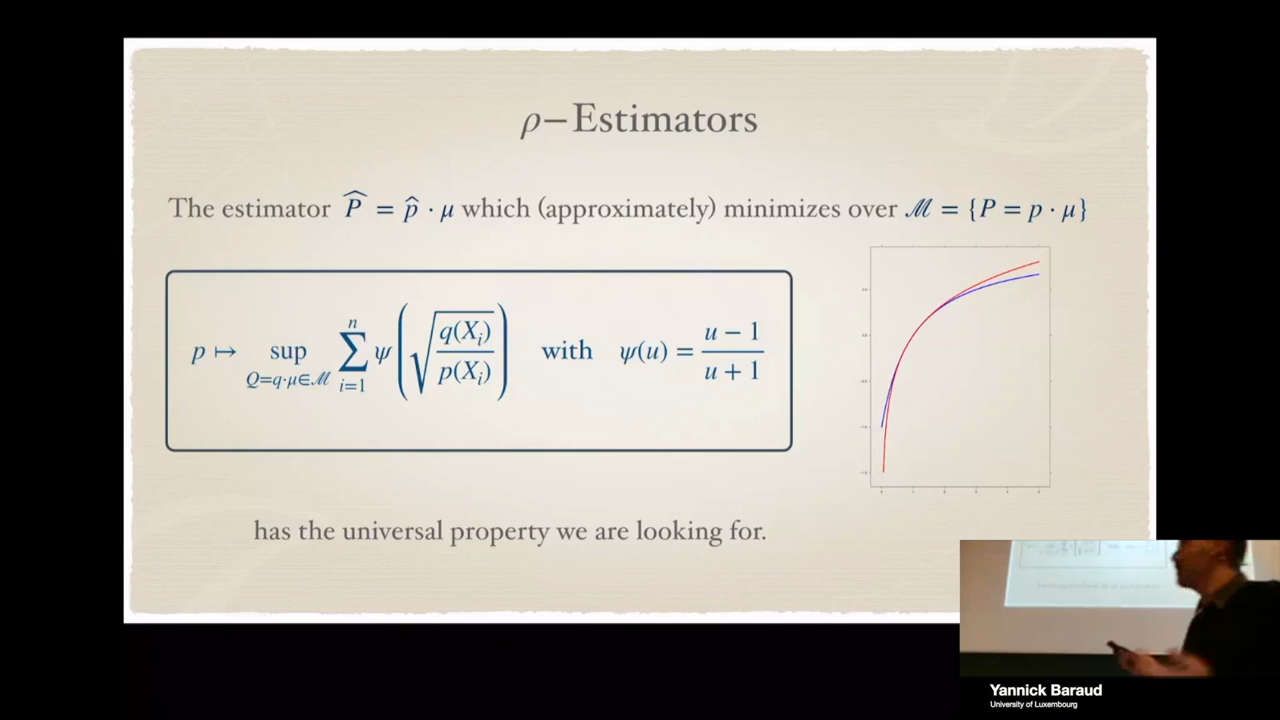 ρ–Estimators
The estimator P̂ = p̂ · μ which (approximately) minimizes over ℳ = {P = p · μ}
p ↦ sup_{Q=q·μ∈ℳ} ∑_{i=1}^{n} ψ(√(q(X_i)/p(X_i))) with ψ(u) = (u − 1)/(u + 1)
has the universal property we are looking for.
Yannick Baraud
University of Luxembourg